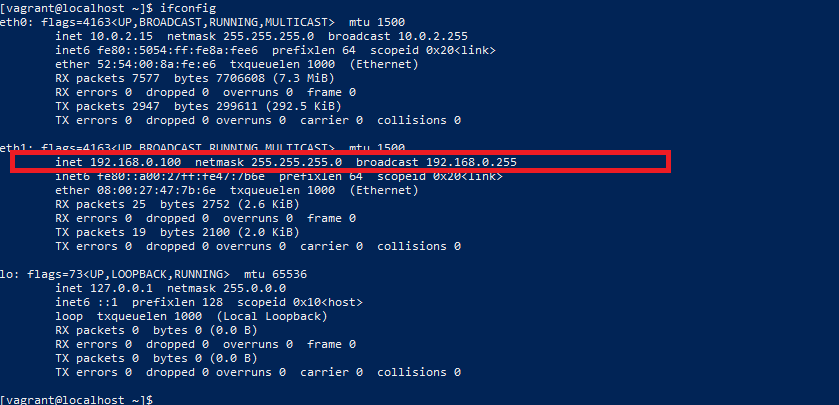 [vagrant@localhost ~]$ ifconfig
eth0: flags=4163<UP,BROADCAST,RUNNING,MULTICAST>  mtu 1500
        inet 10.0.2.15  netmask 255.255.255.0  broadcast 10.0.2.255
        inet6 fe80::5054:ff:fe8a:fee6  prefixlen 64  scopeid 0x20<link>
        ether 52:54:00:8a:fe:e6  txqueuelen 1000  (Ethernet)
        RX packets 7577  bytes 7706608 (7.3 MiB)
        RX errors 0  dropped 0  overruns 0  frame 0
        TX packets 2947  bytes 299611 (292.5 KiB)
        TX errors 0  dropped 0 overruns 0  carrier 0  collisions 0
eth1: flags=4163<UP,BROADCAST,RUNNING,MULTICAST>  mtu 1500
        inet 192.168.0.100  netmask 255.255.255.0  broadcast 192.168.0.255
        inet6 fe80::a00:27ff:fe47:7b6e  prefixlen 64  scopeid 0x20<link>
        ether 08:00:27:47:7b:6e  txqueuelen 1000  (Ethernet)
        RX packets 25  bytes 2752 (2.6 KiB)
        RX errors 0  dropped 0  overruns 0  frame 0
        TX packets 19  bytes 2100 (2.0 KiB)
        TX errors 0  dropped 0 overruns 0  carrier 0  collisions 0
lo: flags=73<UP,LOOPBACK,RUNNING>  mtu 65536
        inet 127.0.0.1  netmask 255.0.0.0
        inet6 ::1  prefixlen 128  scopeid 0x10<host>
        loop  txqueuelen 1000  (Local Loopback)
        RX packets 0  bytes 0 (0.0 B)
        RX errors 0  dropped 0  overruns 0  frame 0
        TX packets 0  bytes 0 (0.0 B)
        TX errors 0  dropped 0 overruns 0  carrier 0  collisions 0
[vagrant@localhost ~]$